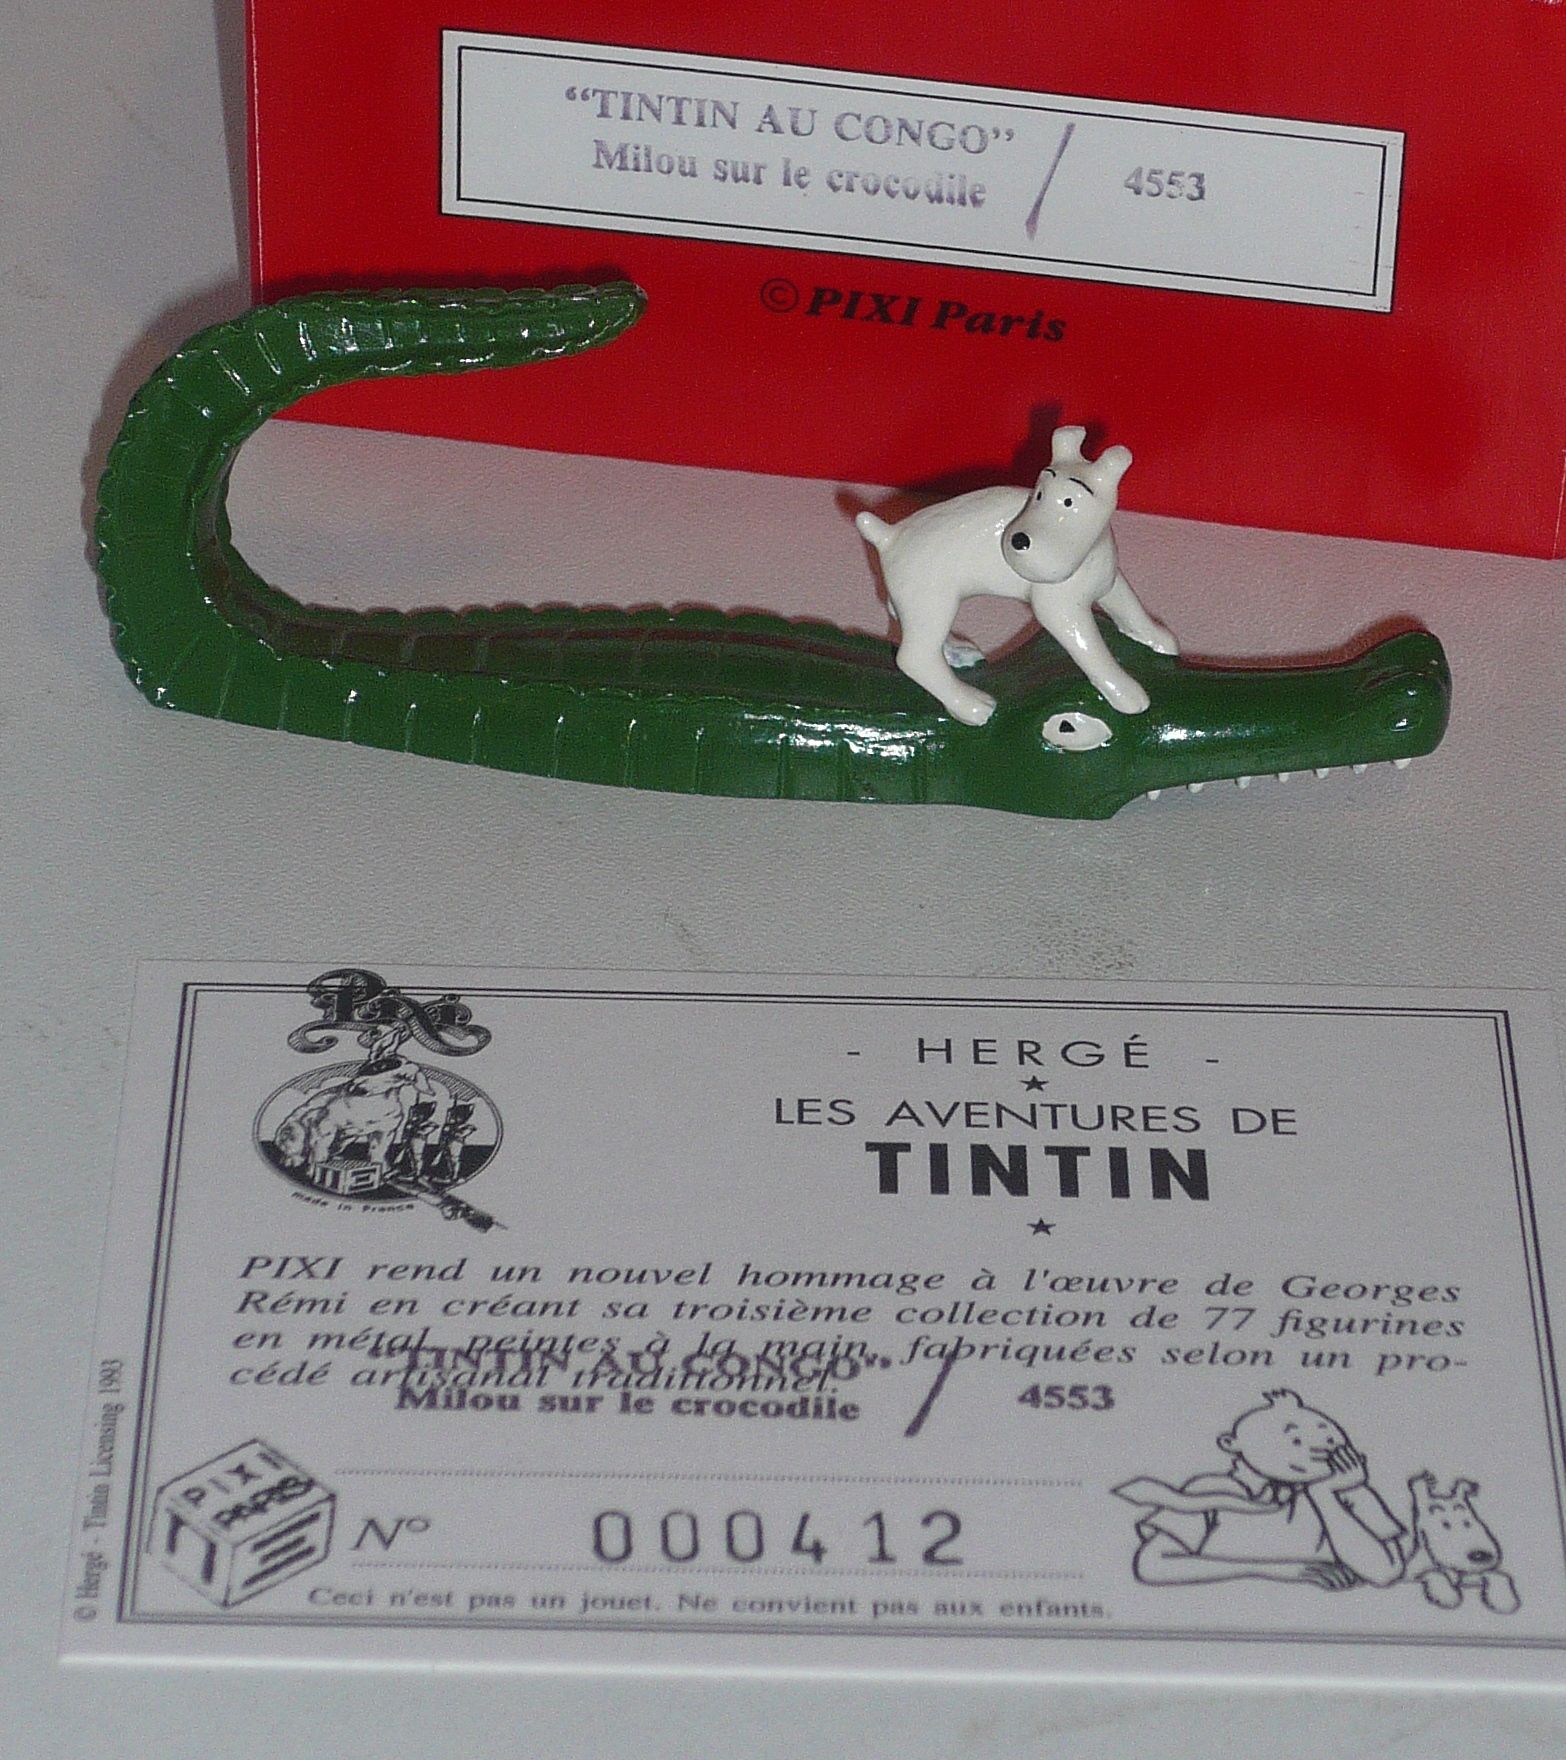 “TINTIN AU CONGO” / 4553
Milou sur le crocodile
© PIXI Paris
Pixi
made in France
- HERGÉ -
LES AVENTURES DE
TINTIN
PIXI rend un nouvel hommage à l'œuvre de Georges
Rémi en créant sa troisième collection de 77 figurines
en métal, peintes à la main, fabriquées selon un pro-
cédé artisanal traditionnel.
“TINTIN AU CONGO” / 4553
Milou sur le crocodile
PIXI
PARIS
N° 000412
Ceci n'est pas un jouet. Ne convient pas aux enfants.
© Hergé - Tintin Licensing 1993